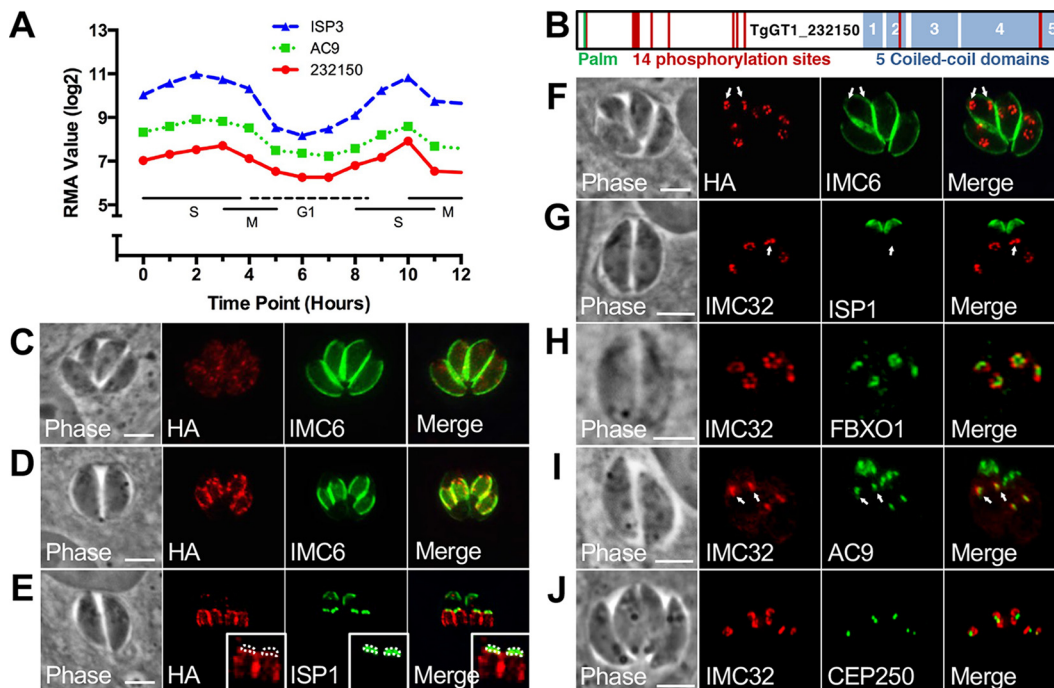 A
ISP3
AC9
232150
RMA Value (log2)
13
11
9
7
5
S
M
G1
S
M
0 2 4 6 8 10 12
Time Point (Hours)
B
TgGT1_232150
1 2 3 4 5
Palm 14 phosphorylation sites 5 Coiled-coil domains
C
Phase HA IMC6 Merge
D
Phase HA IMC6 Merge
E
Phase HA ISP1 Merge
F
Phase HA IMC6 Merge
G
Phase IMC32 ISP1 Merge
H
Phase IMC32 FBXO1 Merge
I
Phase IMC32 AC9 Merge
J
Phase IMC32 CEP250 Merge